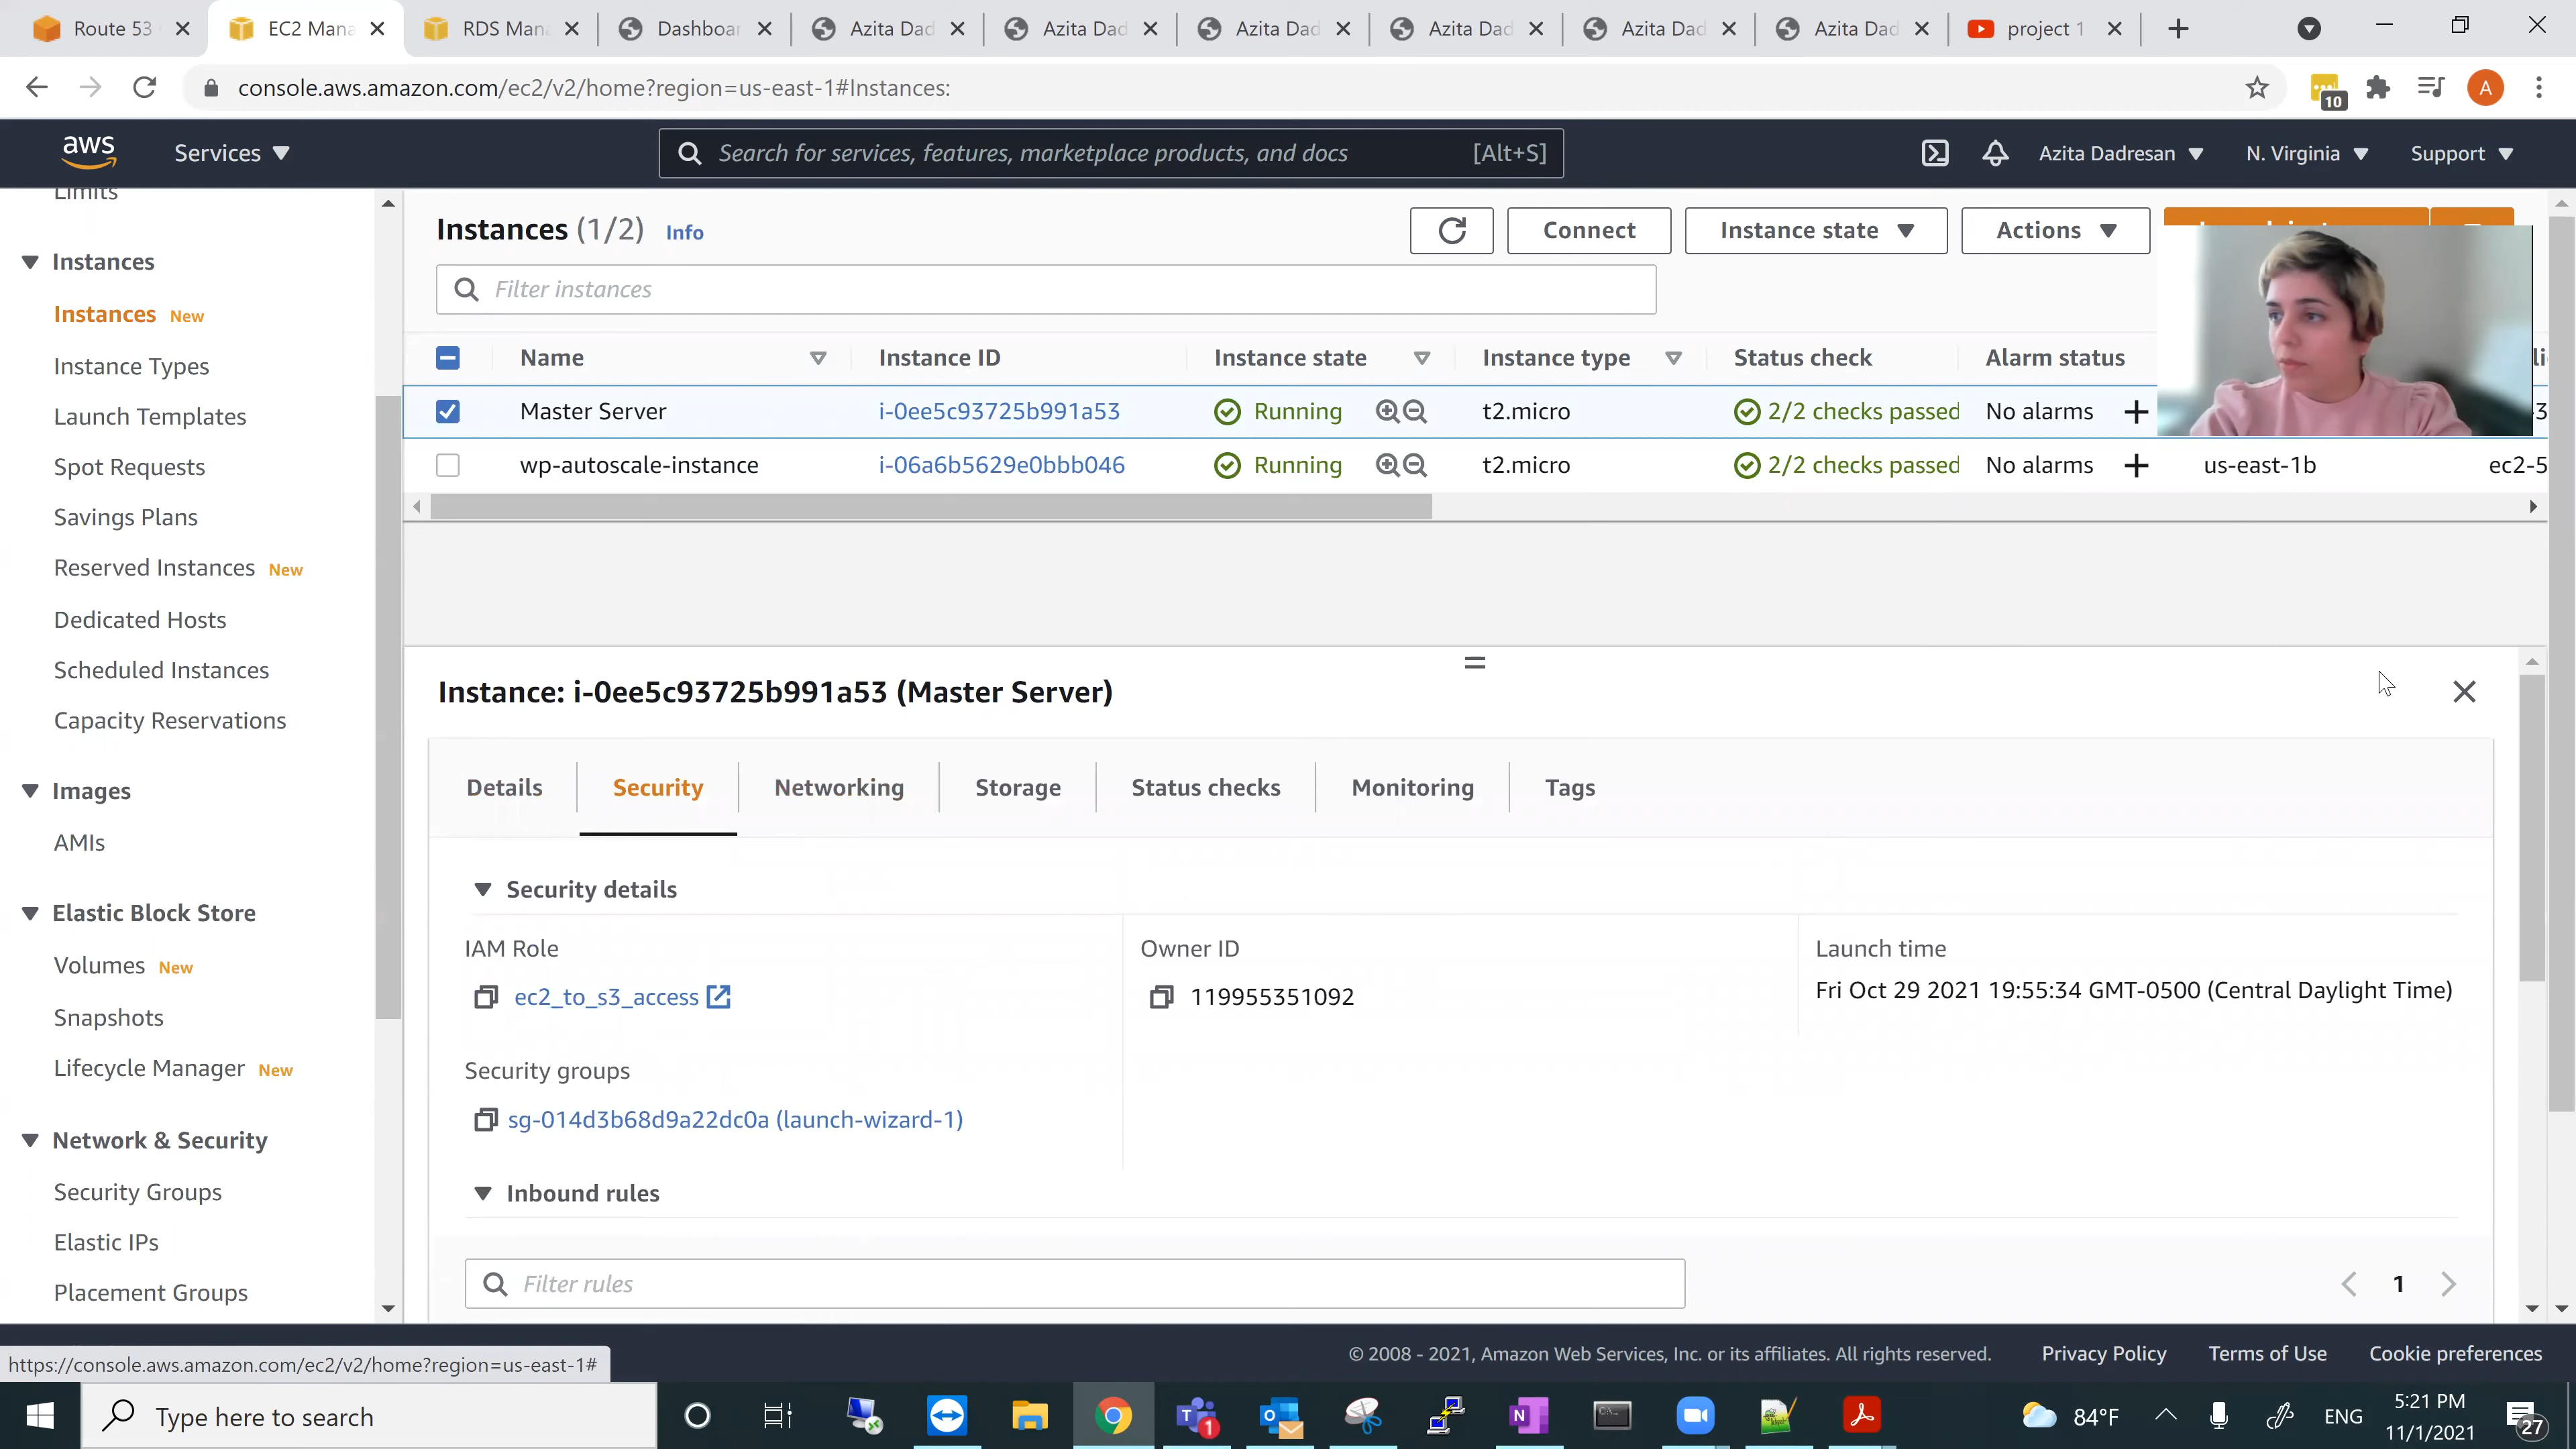 Route 53
EC2 Mana
RDS Man
Dashboar
Azita Dad
Azita Dad
Azita Dad
Azita Dad
Azita Dad
Azita Dad
project 1
console.aws.amazon.com/ec2/v2/home?region=us-east-1#Instances:
10
A
aws
Services
Search for services, features, marketplace products, and docs
[Alt+S]
Azita Dadresan
N. Virginia
Support
Limits
Instances
Instances New
Instance Types
Launch Templates
Spot Requests
Savings Plans
Reserved Instances New
Dedicated Hosts
Scheduled Instances
Capacity Reservations
Images
AMIs
Elastic Block Store
Volumes New
Snapshots
Lifecycle Manager New
Network & Security
Security Groups
Elastic IPs
Placement Groups
Instances (1/2) Info
Connect
Instance state
Actions
Filter instances
Name Instance ID Instance state Instance type Status check Alarm status
Master Server i-0ee5c93725b991a53 Running t2.micro 2/2 checks passed No alarms
wp-autoscale-instance i-06a6b5629e0bbb046 Running t2.micro 2/2 checks passed No alarms us-east-1b ec2-5
Instance: i-0ee5c93725b991a53 (Master Server)
Details Security Networking Storage Status checks Monitoring Tags
Security details
IAM Role
ec2_to_s3_access
Owner ID
119955351092
Launch time
Fri Oct 29 2021 19:55:34 GMT-0500 (Central Daylight Time)
Security groups
sg-014d3b68d9a22dc0a (launch-wizard-1)
Inbound rules
Filter rules
1
https://console.aws.amazon.com/ec2/v2/home?region=us-east-1#
© 2008 - 2021, Amazon Web Services, Inc. or its affiliates. All rights reserved.
Privacy Policy
Terms of Use
Cookie preferences
Type here to search
1
84°F
ENG
5:21 PM
11/1/2021
27